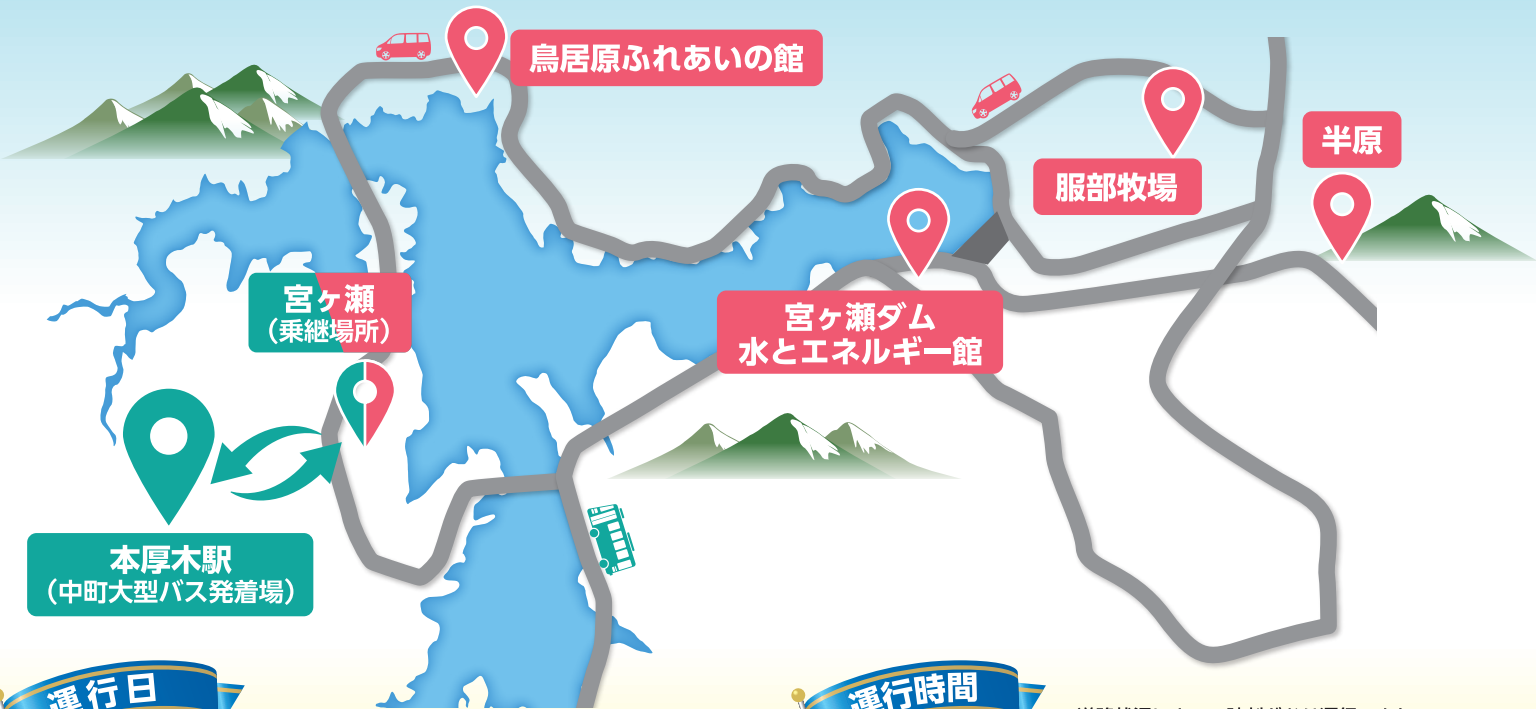 鳥居原ふれあいの館
半原
服部牧場
宮ヶ瀬
（乗継場所）
宮ヶ瀬ダム
水とエネルギー館
本厚木駅
（中町大型バス発着場）
運行日
運行時間